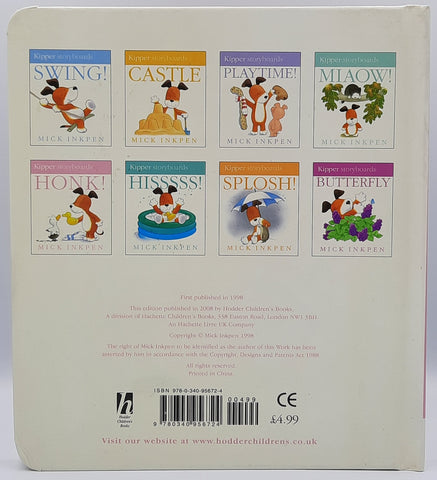 Kipper storyboards Kipper storyboards Kipper storyboards Kipper storyboards
SWING! CASTLE PLAYTIME! MIAOW!
MICK INKPEN MICK INKPEN MICK INKPEN MICK INKPEN
Kipper storyboards Kipper storyboards Kipper storyboards Kipper storyboards
HONK! HISSSSS! SPLOSH! BUTTERFLY
MICK INKPEN MICK INKPEN MICK INKPEN MICK INKPEN
First published in 1998
This edition published in 2008 by Hodder Children's Books,
A division of Hachette Children's Books, 338 Euston Road, London NW1 3BH
An Hachette Livre UK Company
Copyright © Mick Inkpen 1998
The right of Mick Inkpen to be identified as the author of this Work has been
asserted by him in accordance with the Copyright, Designs and Patents Act 1988
All rights reserved.
Printed in China.
ISBN 978-0-340-95672-4
00499
h
Hodder
Children's
Books
9 780340 956724
CE
£4.99
Visit our website at www.hodderchildrens.co.uk